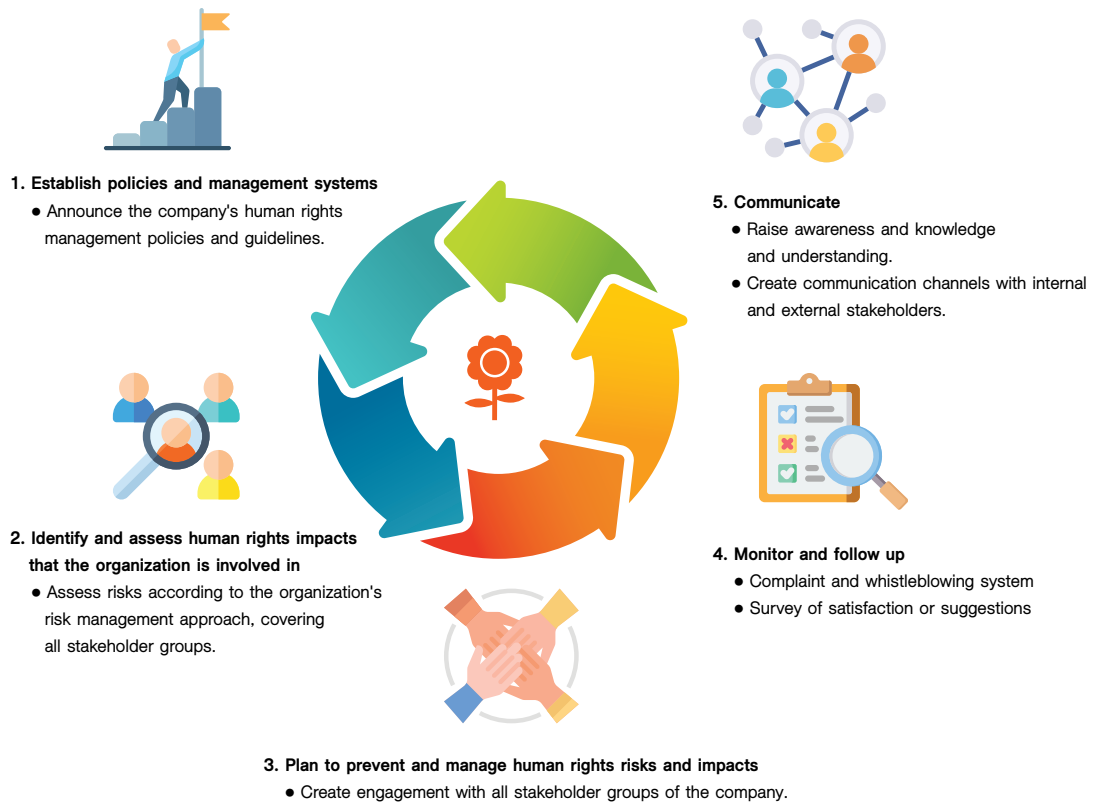 1. Establish policies and management systems
● Announce the company's human rights
management policies and guidelines.
2. Identify and assess human rights impacts
that the organization is involved in
● Assess risks according to the organization's
risk management approach, covering
all stakeholder groups.
3. Plan to prevent and manage human rights risks and impacts
● Create engagement with all stakeholder groups of the company.
4. Monitor and follow up
● Complaint and whistleblowing system
● Survey of satisfaction or suggestions
5. Communicate
● Raise awareness and knowledge
and understanding.
● Create communication channels with internal
and external stakeholders.